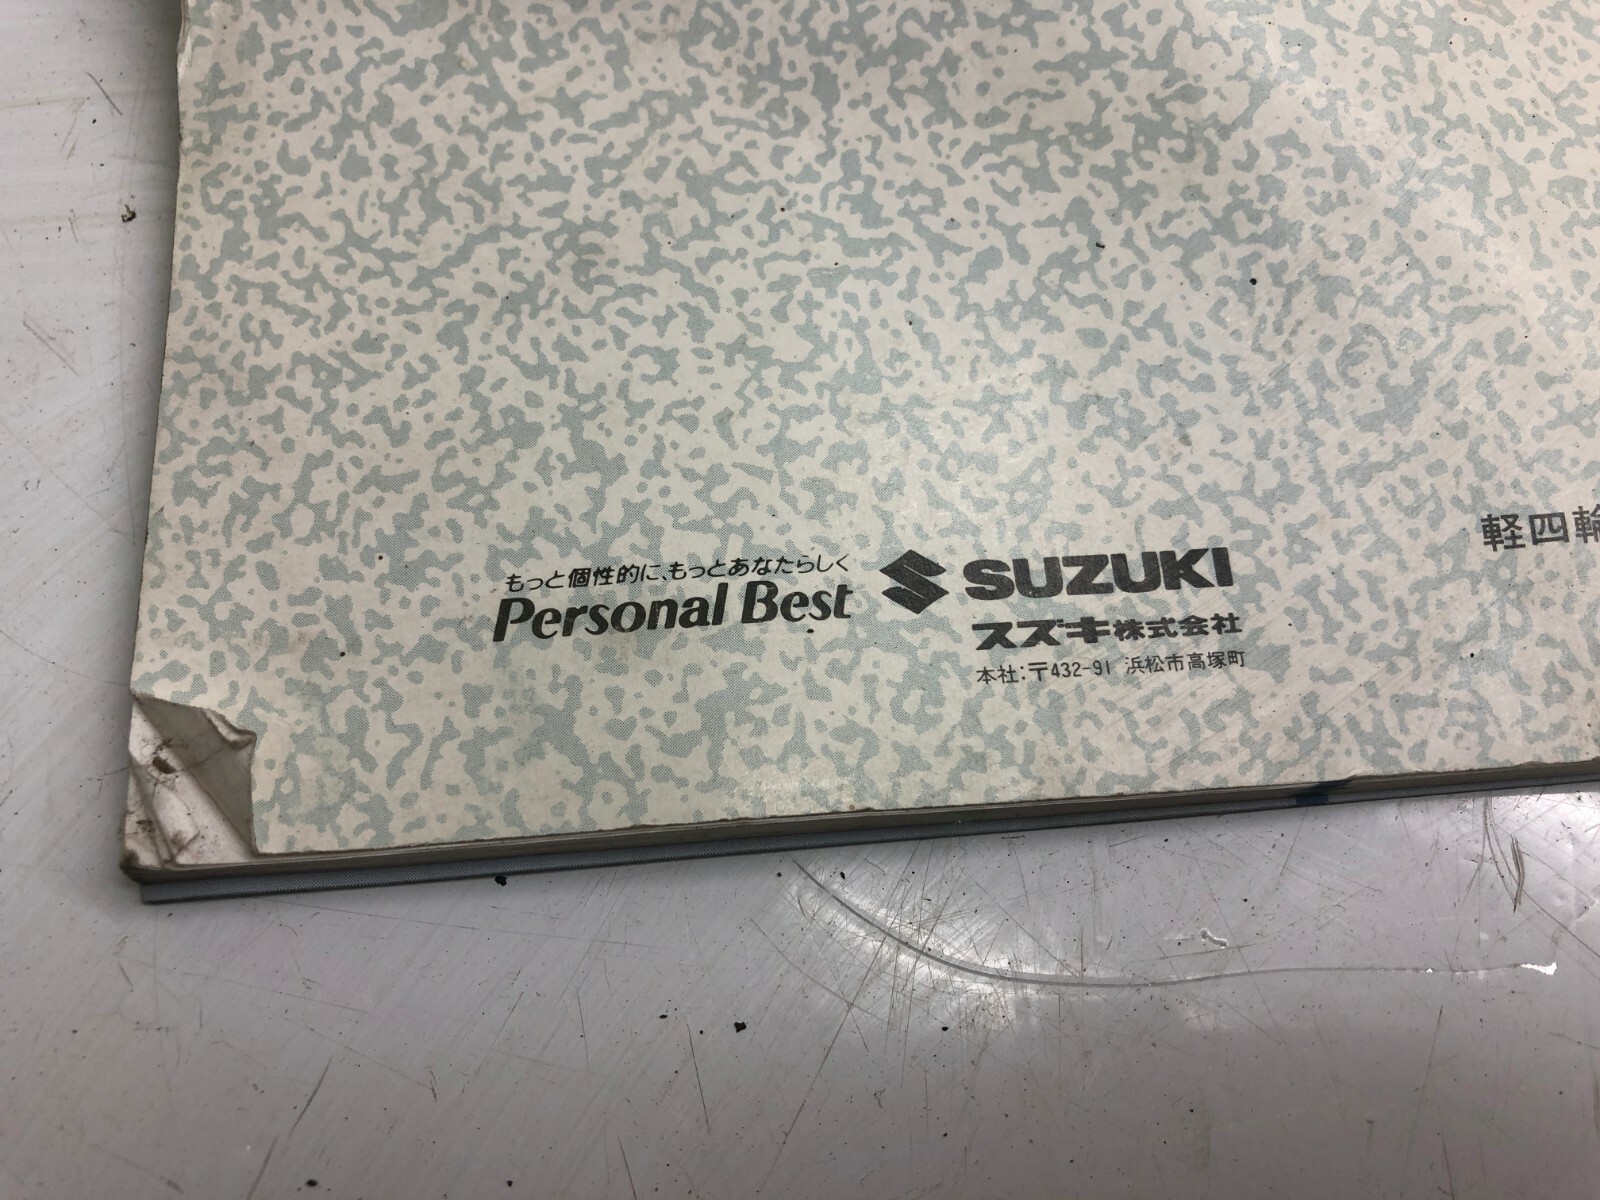 もっと個性的に、もっとあなたらしく
Personal Best
SUZUKI
スズキ株式会社
本社:〒432-91 浜松市高塚町
軽四輪